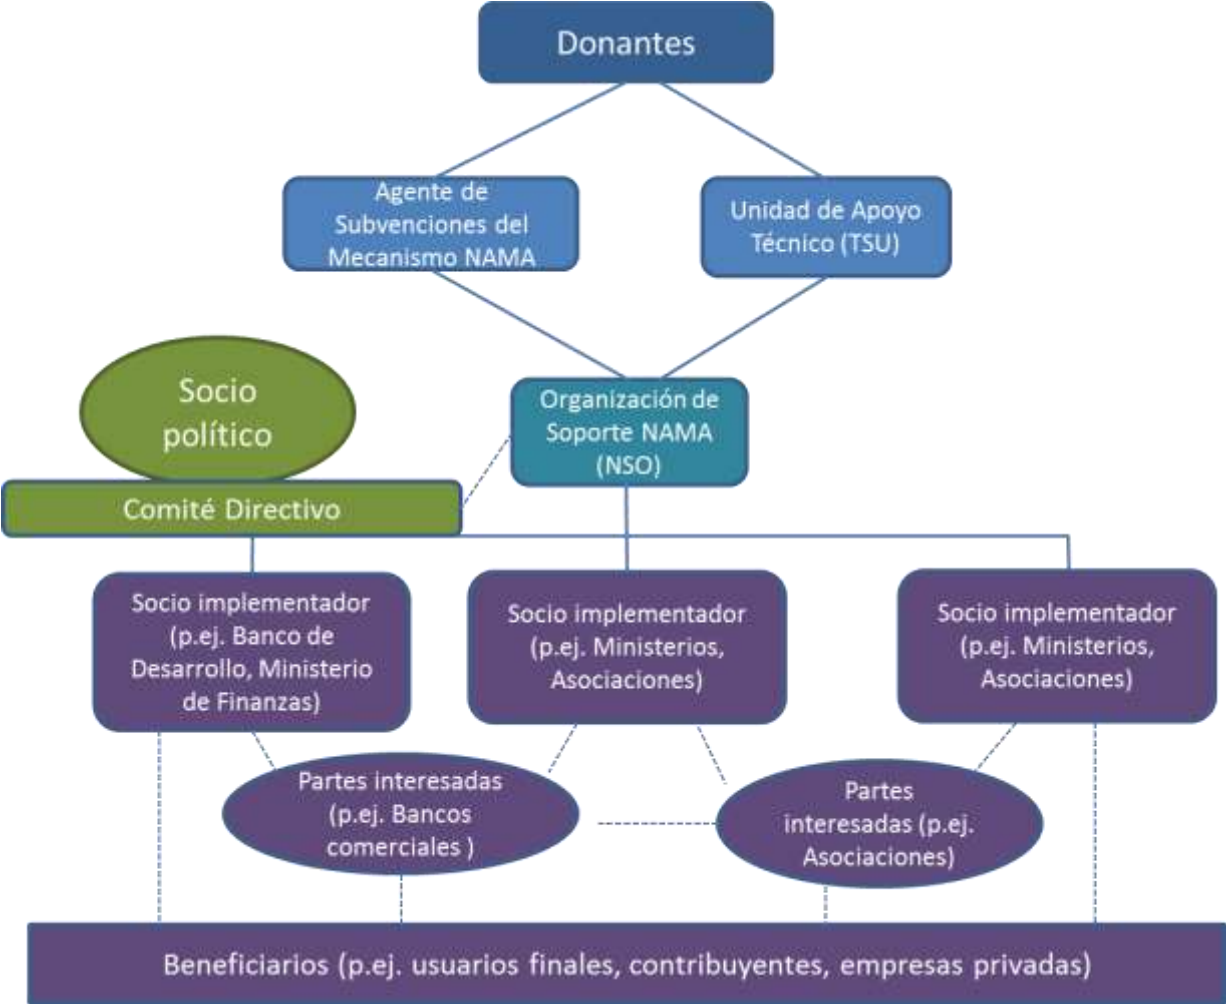 Donantes
Agente de
Subvenciones del
Mecanismo NAMA
Unidad de Apoyo
Técnico (TSU)
Socio
político
Organización de
Soporte NAMA
(NSO)
Comité Directivo
Socio implementador
(p.ej. Banco de
Desarrollo, Ministerio
de Finanzas)
Socio implementador
(p.ej. Ministerios,
Asociaciones)
Socio implementador
(p.ej. Ministerios,
Asociaciones)
Partes interesadas
(p.ej. Bancos
comerciales )
Partes
interesadas (p.ej.
Asociaciones)
Beneficiarios (p.ej. usuarios finales, contribuyentes, empresas privadas)